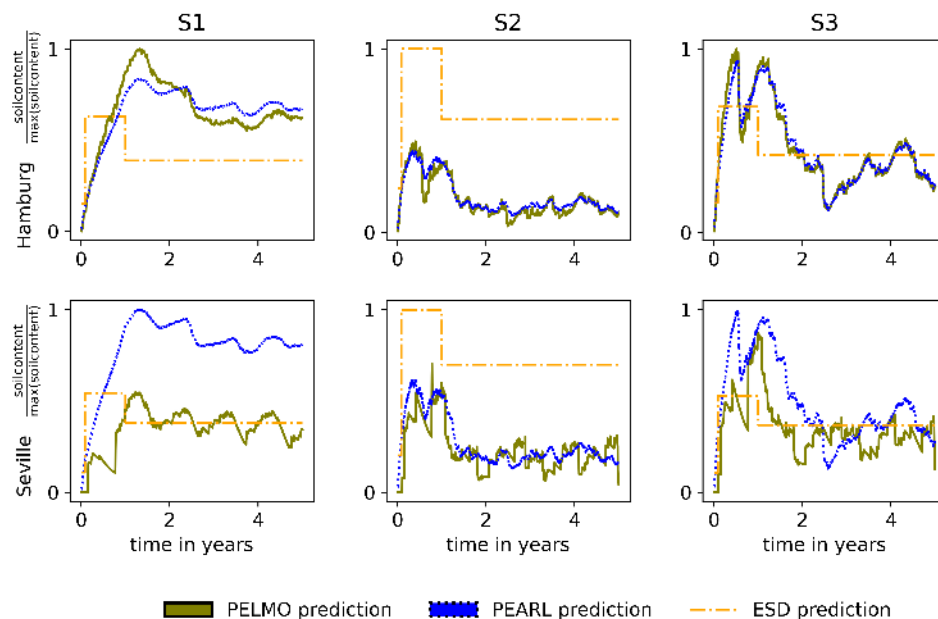 S1 S2 S3
Hamburg
soilcontent
max(soilcontent)
1 1 1
0 0 0
0 2 4 0 2 4 0 2 4
Seville
soilcontent
max(soilcontent)
1 1 1
0 0 0
0 2 4 0 2 4 0 2 4
time in years time in years time in years
PELMO prediction PEARL prediction ESD prediction